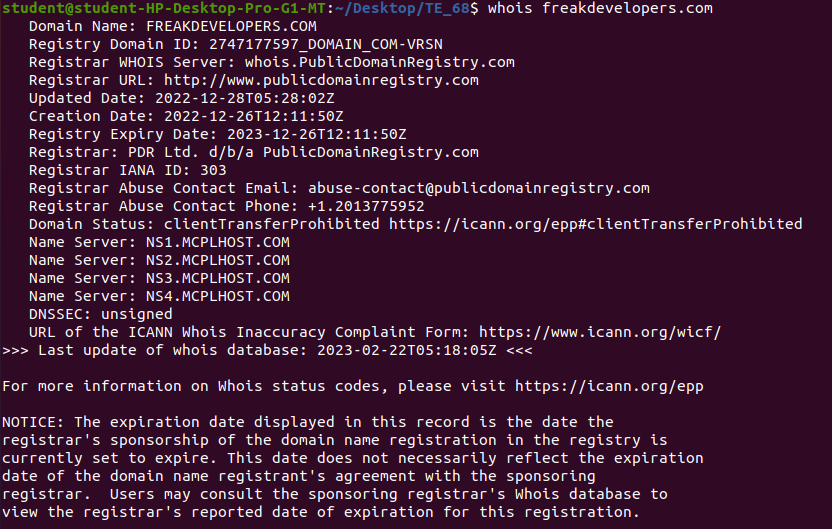 student@student-HP-Desktop-Pro-G1-MT:~/Desktop/TE_68$ whois freakdevelopers.com
Domain Name: FREAKDEVELOPERS.COM
Registry Domain ID: 2747177597_DOMAIN_COM-VRSN
Registrar WHOIS Server: whois.PublicDomainRegistry.com
Registrar URL: http://www.publicdomainregistry.com
Updated Date: 2022-12-28T05:28:02Z
Creation Date: 2022-12-26T12:11:50Z
Registry Expiry Date: 2023-12-26T12:11:50Z
Registrar: PDR Ltd. d/b/a PublicDomainRegistry.com
Registrar IANA ID: 303
Registrar Abuse Contact Email: abuse-contact@publicdomainregistry.com
Registrar Abuse Contact Phone: +1.2013775952
Domain Status: clientTransferProhibited https://icann.org/epp#clientTransferProhibited
Name Server: NS1.MCPLHOST.COM
Name Server: NS2.MCPLHOST.COM
Name Server: NS3.MCPLHOST.COM
Name Server: NS4.MCPLHOST.COM
DNSSEC: unsigned
URL of the ICANN Whois Inaccuracy Complaint Form: https://www.icann.org/wicf/
>>> Last update of whois database: 2023-02-22T05:18:05Z <<<
For more information on Whois status codes, please visit https://icann.org/epp
NOTICE: The expiration date displayed in this record is the date the
registrar's sponsorship of the domain name registration in the registry is
currently set to expire. This date does not necessarily reflect the expiration
date of the domain name registrant's agreement with the sponsoring
registrar.  Users may consult the sponsoring registrar's Whois database to
view the registrar's reported date of expiration for this registration.